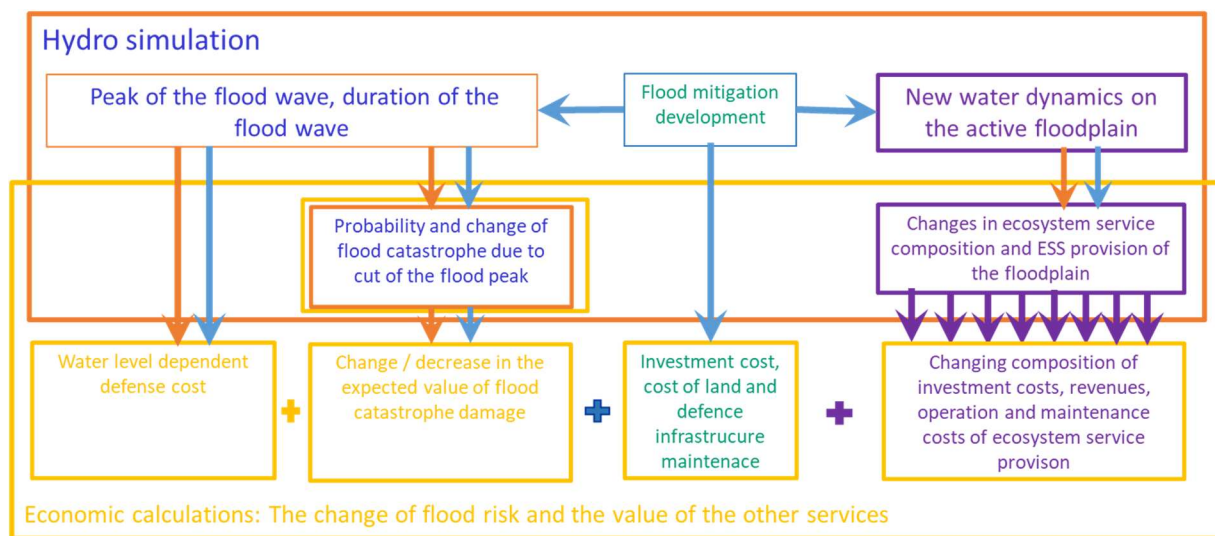 Hydro simulation
Peak of the flood wave, duration of the
flood wave
Flood mitigation
development
New water dynamics on
the active floodplain
Probability and change of
flood catastrophe due to
cut of the flood peak
Changes in ecosystem service
composition and ESS provision of
the floodplain
Water level dependent
defense cost
Change / decrease in the
expected value of flood
catastrophe damage
Investment cost,
cost of land and
defence
infrastrucure
maintenace
Changing composition of
investment costs, revenues,
operation and maintenance
costs of ecosystem service
provison
Economic calculations: The change of flood risk and the value of the other services